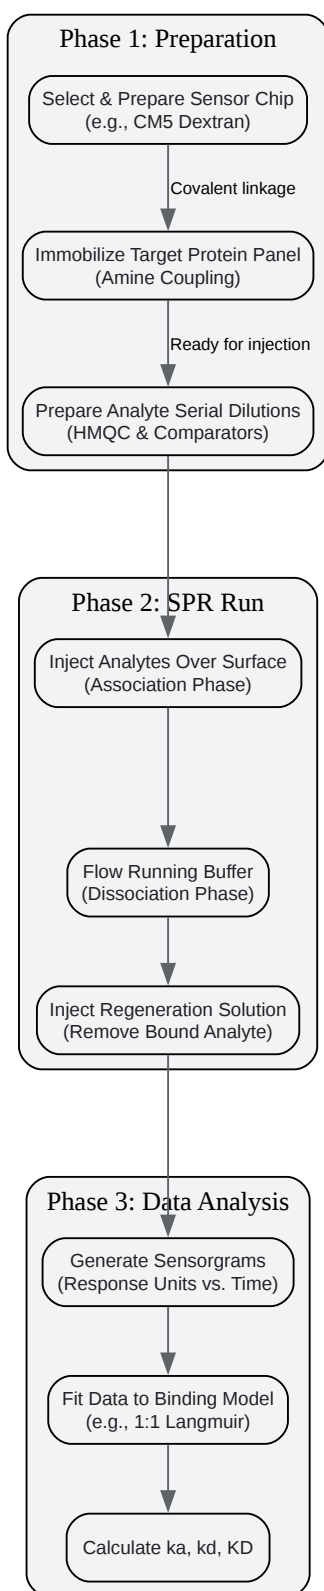 Phase 1: Preparation
Select & Prepare Sensor Chip
(e.g., CM5 Dextran)
Covalent linkage
Immobilize Target Protein Panel
(Amine Coupling)
Ready for injection
Prepare Analyte Serial Dilutions
(HMQC & Comparators)
Phase 2: SPR Run
Inject Analytes Over Surface
(Association Phase)
Flow Running Buffer
(Dissociation Phase)
Inject Regeneration Solution
(Remove Bound Analyte)
Phase 3: Data Analysis
Generate Sensorgrams
(Response Units vs. Time)
Fit Data to Binding Model
(e.g., 1:1 Langmuir)
Calculate ka, kd, KD